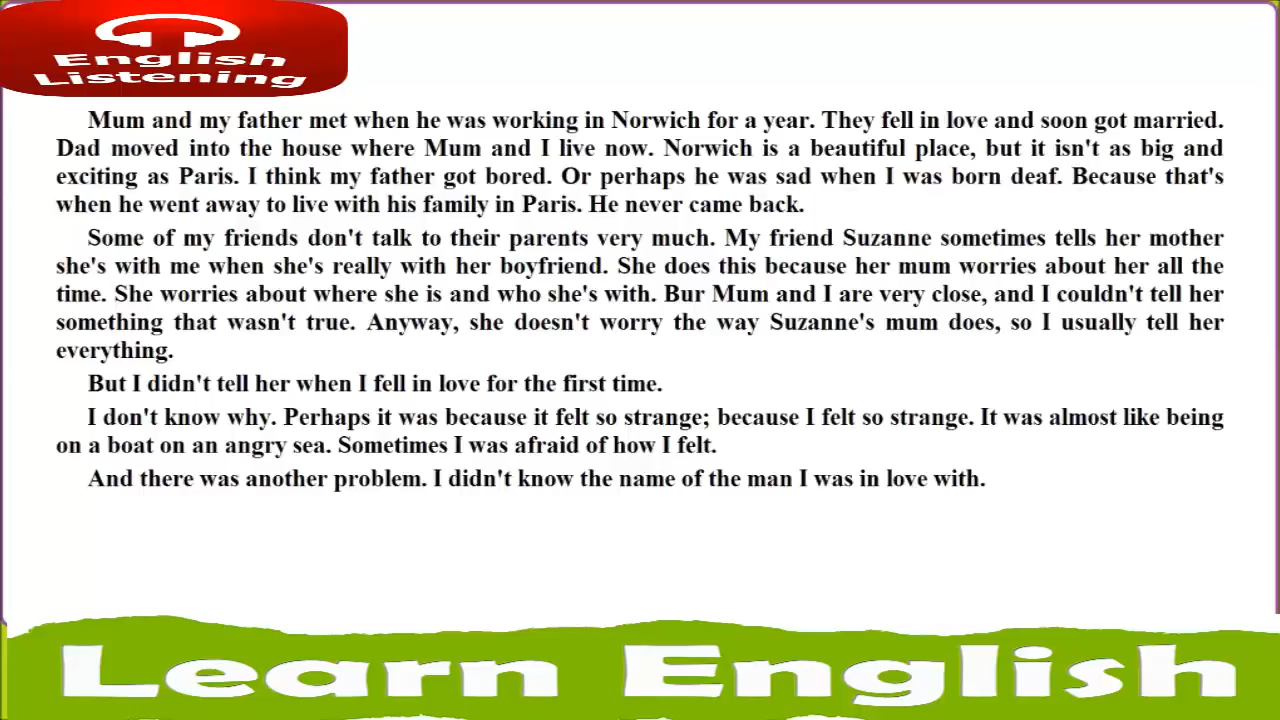 English
Listening
Mum and my father met when he was working in Norwich for a year. They fell in love and soon got married.
Dad moved into the house where Mum and I live now. Norwich is a beautiful place, but it isn't as big and
exciting as Paris. I think my father got bored. Or perhaps he was sad when I was born deaf. Because that's
when he went away to live with his family in Paris. He never came back.
Some of my friends don't talk to their parents very much. My friend Suzanne sometimes tells her mother
she's with me when she's really with her boyfriend. She does this because her mum worries about her all the
time. She worries about where she is and who she's with. Bur Mum and I are very close, and I couldn't tell her
something that wasn't true. Anyway, she doesn't worry the way Suzanne's mum does, so I usually tell her
everything.
But I didn't tell her when I fell in love for the first time.
I don't know why. Perhaps it was because it felt so strange; because I felt so strange. It was almost like being
on a boat on an angry sea. Sometimes I was afraid of how I felt.
And there was another problem. I didn't know the name of the man I was in love with.
Learn English